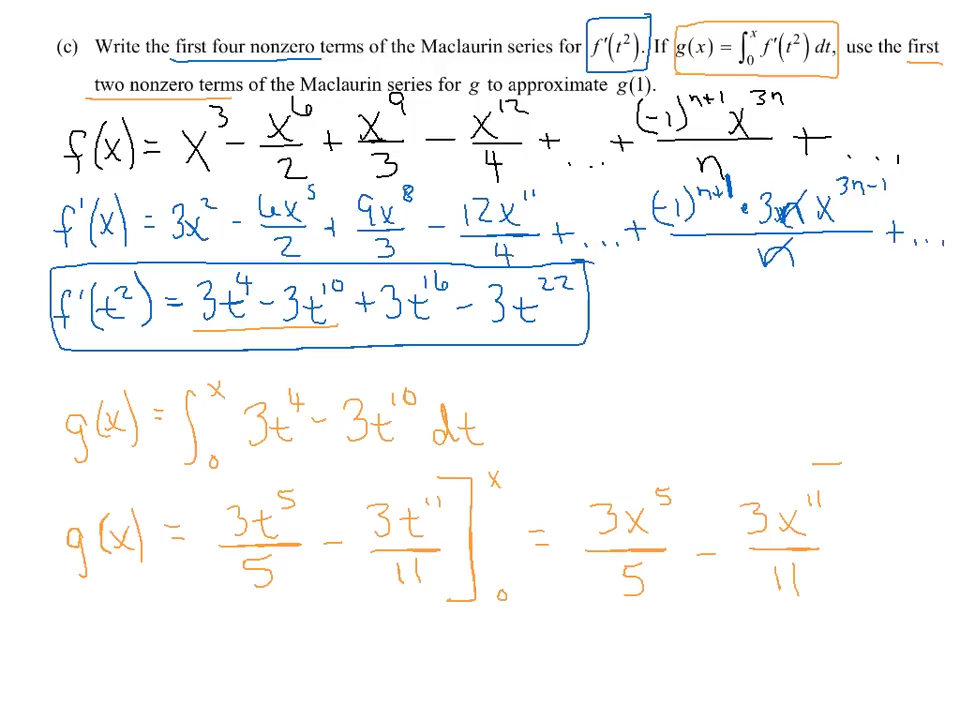 (c) Write the first four nonzero terms of the Maclaurin series for f′(t²). If g(x) = ∫₀ˣ f′(t²) dt, use the first
two nonzero terms of the Maclaurin series for g to approximate g(1).
f(x) = x³ - x⁶/2 + x⁹/3 - x¹²/4 + ... + (-1)ⁿ⁺¹ x³ⁿ/n + ...
f'(x) = 3x² - 6x⁵/2 + 9x⁸/3 - 12x¹¹/4 + ... + (-1)ⁿ⁺¹ · 3n x³ⁿ⁻¹/n + ...
f'(t²) = 3t⁴ - 3t¹⁰ + 3t¹⁶ - 3t²²
g(x) = ∫₀ˣ 3t⁴ - 3t¹⁰ dt
g(x) = 3t⁵/5 - 3t¹¹/11 ]₀ˣ = 3x⁵/5 - 3x¹¹/11